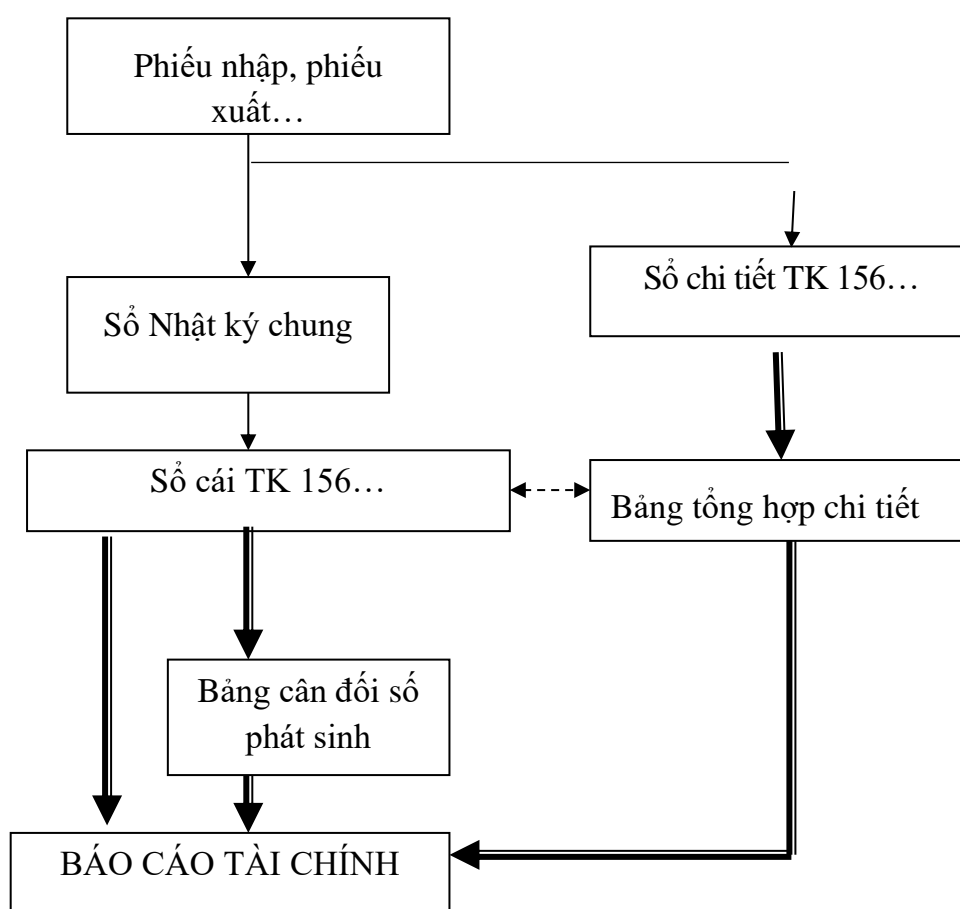 Phiếu nhập, phiếu
xuất…
Sổ chi tiết TK 156…
Sổ Nhật ký chung
Sổ cái TK 156…
Bảng tổng hợp chi tiết
Bảng cân đối số
phát sinh
BÁO CÁO TÀI CHÍNH